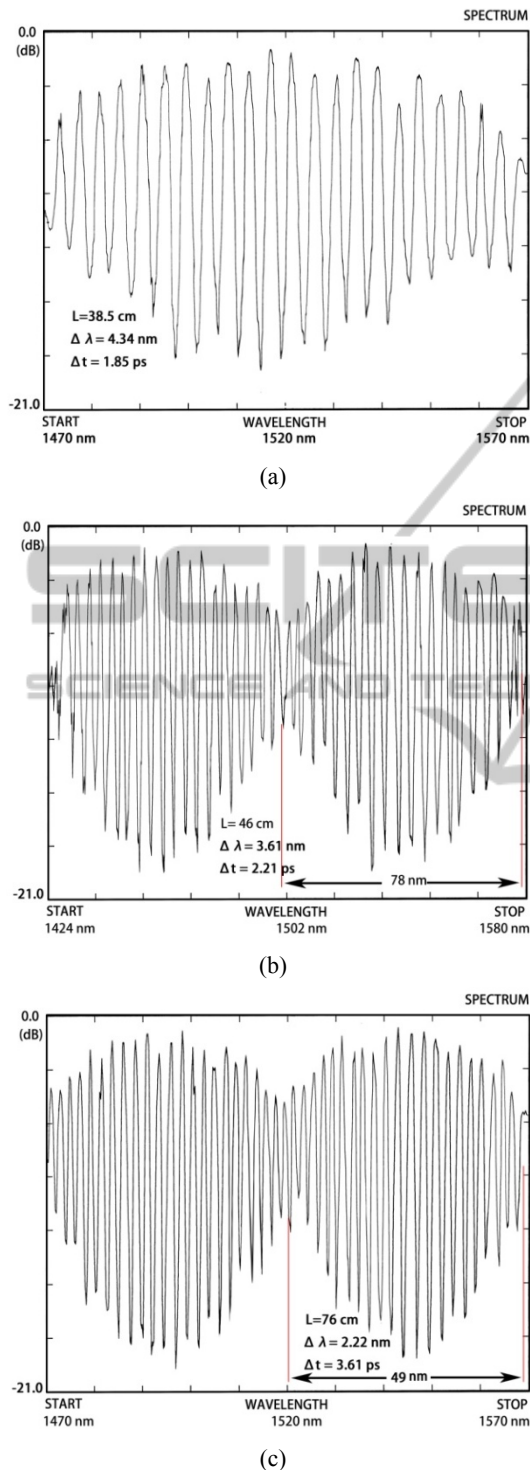 SPECTRUM
0.0
(dB)
L=38.5 cm
Δ λ = 4.34 nm
Δt = 1.85 ps
-21.0
START WAVELENGTH STOP
1470 nm 1520 nm 1570 nm
(a)
SPECTRUM
0.0
(dB)
SCITE
SCIENCE AND TEC
L= 46 cm
Δ λ = 3.61 nm
Δt = 2.21 ps
78 nm
-21.0
START WAVELENGTH STOP
1424 nm 1502 nm 1580 nm
(b)
SPECTRUM
0.0
(dB)
L=76 cm
Δ λ = 2.22 nm
Δt = 3.61 ps
49 nm
-21.0
START WAVELENGTH STOP
1470 nm 1520 nm 1570 nm
(c)